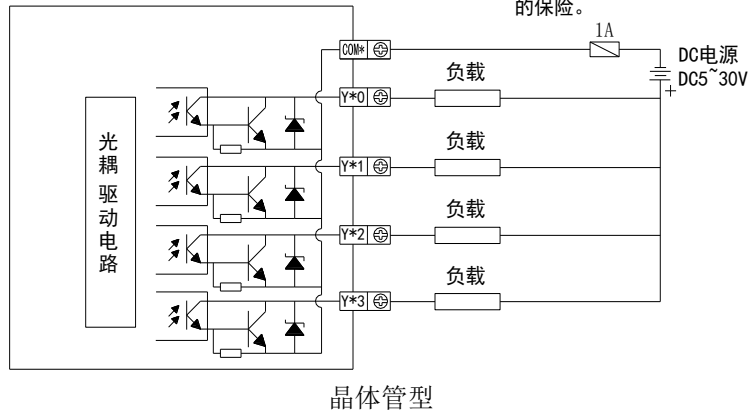 的保险。
1A
COM*
DC电源
DC5~30V
+
Y*0
负载
Y*1
负载
Y*2
负载
Y*3
负载
光耦驱动电路
晶体管型